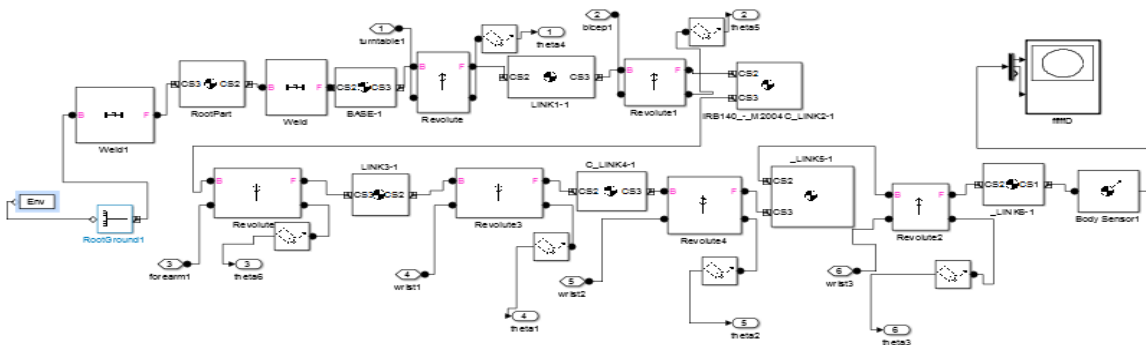 1
turntable1
1
theta4
2
bicep1
2
theta5
CS3 CS2
RootPart
B F
Weld
CS2 CS3
BASE-1
B F
Revolute
CS2 CS3
LINK1-1
B F
Revolute1
CS2
CS3
IRB140_-_M2004 C_LINK2-1
B F
Weld1
Env
RootGround1
B F
Revolute
3
forearm1
3
theta6
LINK3-1
CS3 CS2
B F
Revolute3
4
wrist1
4
theta1
C_LINK4-1
CS2 CS3
B F
Revolute4
5
wrist2
5
theta2
_LINK5-1
CS2
CS3
B F
Revolute2
6
wrist3
6
theta3
CS2 CS1
_LINK6-1
Body Sensor1